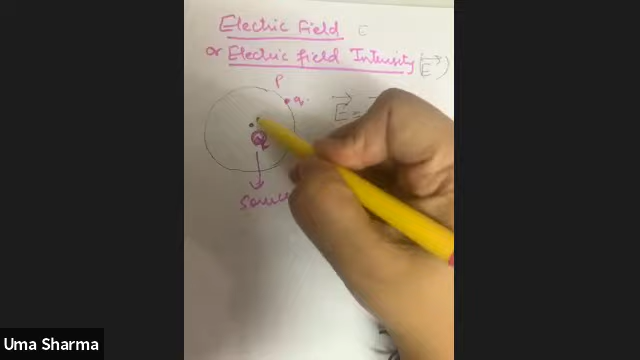 Electric Field E
or Electric field Intensity (E)
P
q.
E =
Q
Source
Uma Sharma